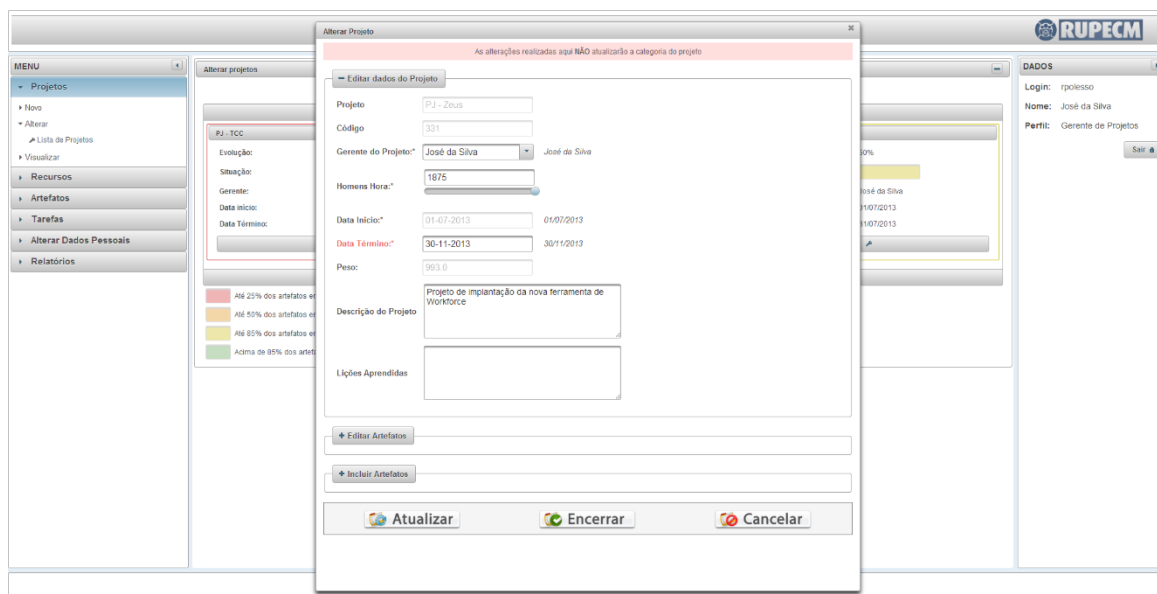 RUPECM
Alterar Projeto
As alterações realizadas aqui NÃO atualizarão a categoria do projeto
MENU
Projetos
Novo
Alterar
Lista de Projetos
Visualizar
Recursos
Artefatos
Tarefas
Alterar Dados Pessoais
Relatórios
Alterar projetos
PJ - TCC
Evolução:
Situação:
Gerente:
Data início:
Data Término:
Até 25% dos artefatos
Até 50% dos artefatos
Até 85% dos artefatos
Acima de 85% dos
Editar dados do Projeto
Projeto PJ - Zeus
Código 331
Gerente do Projeto:* José da Silva José da Silva
Homens Hora:* 1875
Data Início:* 01-07-2013 01/07/2013
Data Término:* 30-11-2013 30/11/2013
Peso: 993.0
Descrição do Projeto Projeto de implantação da nova ferramenta de
Workforce
Lições Aprendidas
Editar Artefatos
Incluir Artefatos
Atualizar Encerrar Cancelar
José da Silva
01/07/2013
DADOS
Login: rpolesso
Nome: José da Silva
Perfil: Gerente de Projetos
Sair